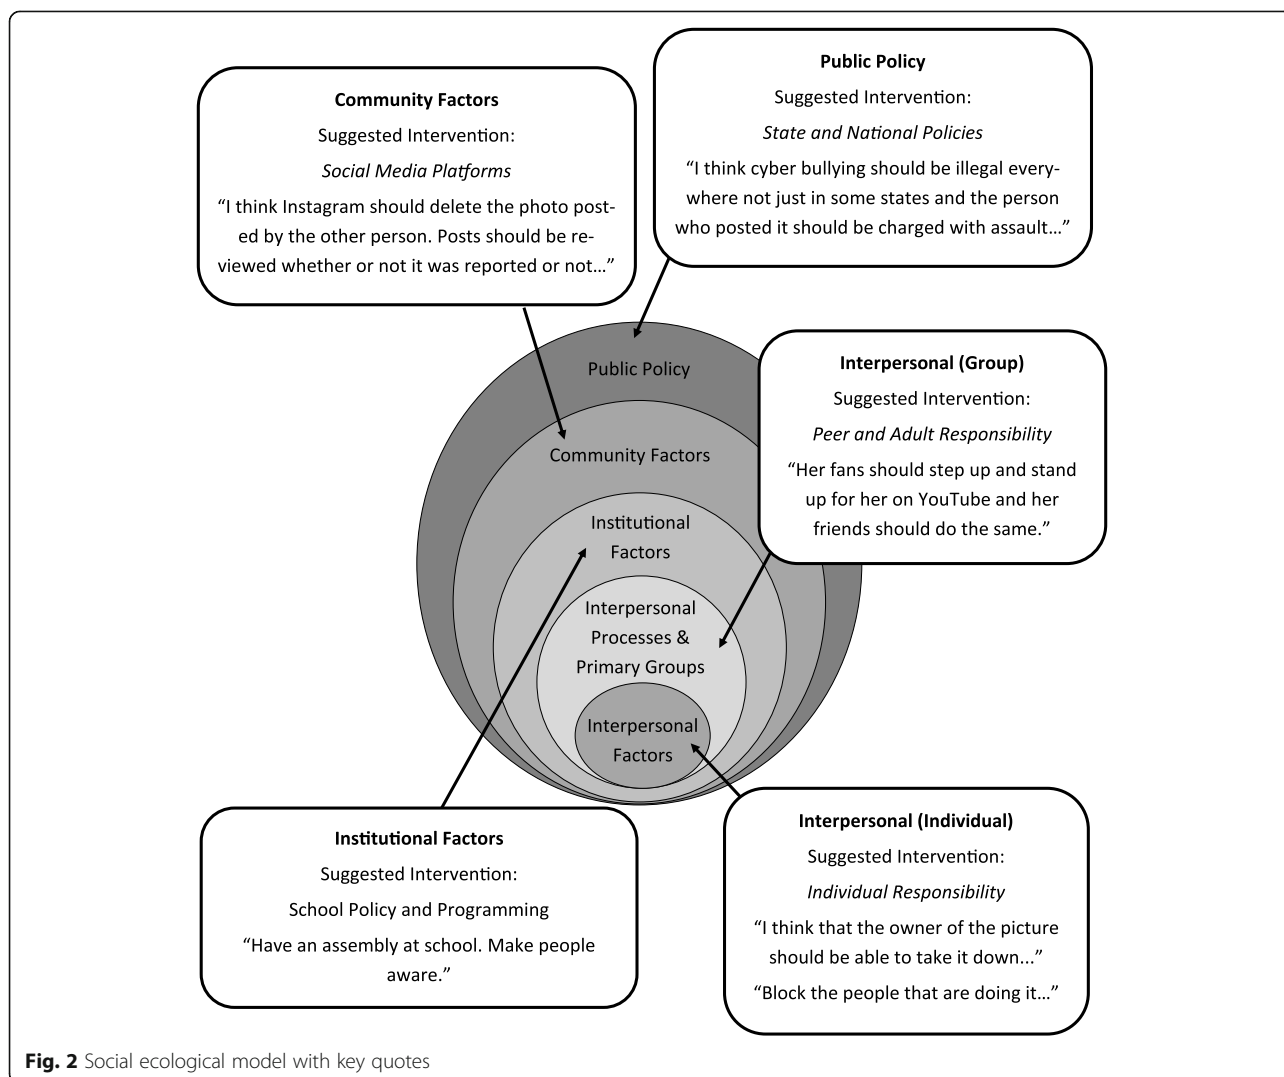 Public Policy
Suggested Intervention:
State and National Policies
“I think cyber bullying should be illegal every-
where not just in some states and the person
who posted it should be charged with assault…”
Community Factors
Suggested Intervention:
Social Media Platforms
“I think Instagram should delete the photo post-
ed by the other person. Posts should be re-
viewed whether or not it was reported or not…”
Interpersonal (Group)
Suggested Intervention:
Peer and Adult Responsibility
“Her fans should step up and stand
up for her on YouTube and her
friends should do the same.”
Public Policy
Community Factors
Institutional
Factors
Interpersonal
Processes &
Primary Groups
Interpersonal
Factors
Institutional Factors
Suggested Intervention:
School Policy and Programming
“Have an assembly at school. Make people
aware.”
Interpersonal (Individual)
Suggested Intervention:
Individual Responsibility
“I think that the owner of the picture
should be able to take it down...”
“Block the people that are doing it…”
Fig. 2 Social ecological model with key quotes